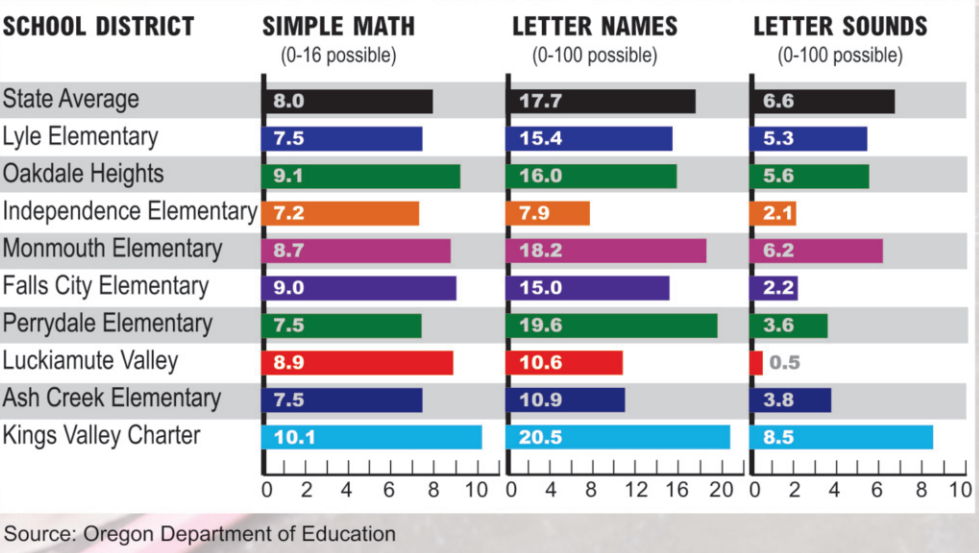 SCHOOL DISTRICT SIMPLE MATH LETTER NAMES LETTER SOUNDS
(0-16 possible) (0-100 possible) (0-100 possible)
State Average 8.0 17.7 6.6
Lyle Elementary 7.5 15.4 5.3
Oakdale Heights 9.1 16.0 5.6
Independence Elementary 7.2 7.9 2.1
Monmouth Elementary 8.7 18.2 6.2
Falls City Elementary 9.0 15.0 2.2
Perrydale Elementary 7.5 19.6 3.6
Luckiamute Valley 8.9 10.6 0.5
Ash Creek Elementary 7.5 10.9 3.8
Kings Valley Charter 10.1 20.5 8.5
0 2 4 6 8 10 0 4 8 12 16 20 0 2 4 6 8 10
Source: Oregon Department of Education